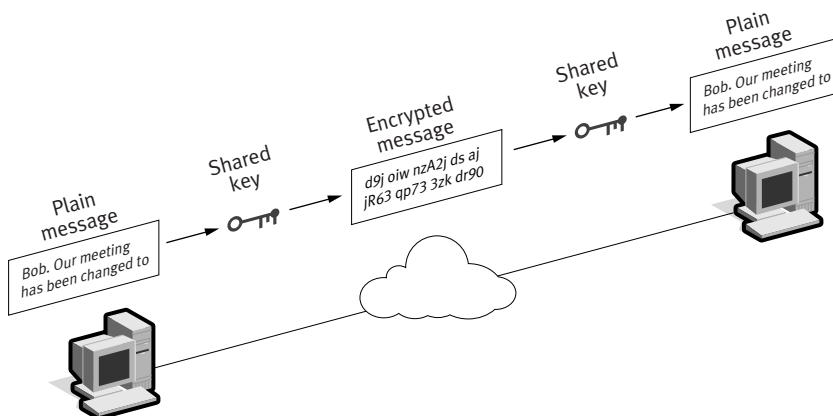 Plain
message
Bob. Our meeting
has been changed to
Shared
key
Encrypted
message
d9j oiw nzA2j ds aj
jR63 qp73 3zk dr90
Shared
key
Plain
message
Bob. Our meeting
has been changed to